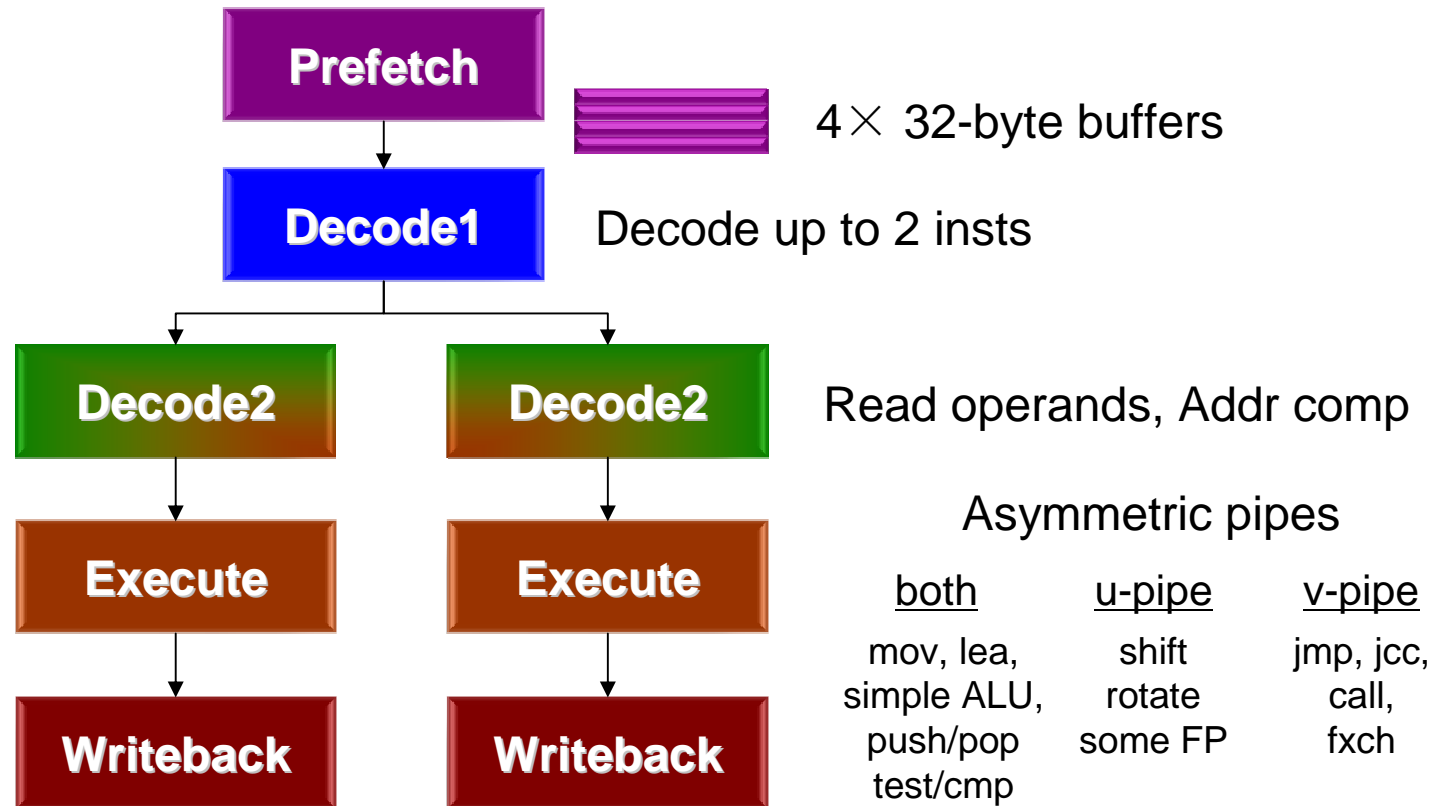 Prefetch
4× 32-byte buffers
Decode1
Decode up to 2 insts
Decode2
Decode2
Read operands, Addr comp
Asymmetric pipes
Execute
Execute
both
mov, lea,
simple ALU,
push/pop
test/cmp
u-pipe
shift
rotate
some FP
v-pipe
jmp, jcc,
call,
fxch
Writeback
Writeback